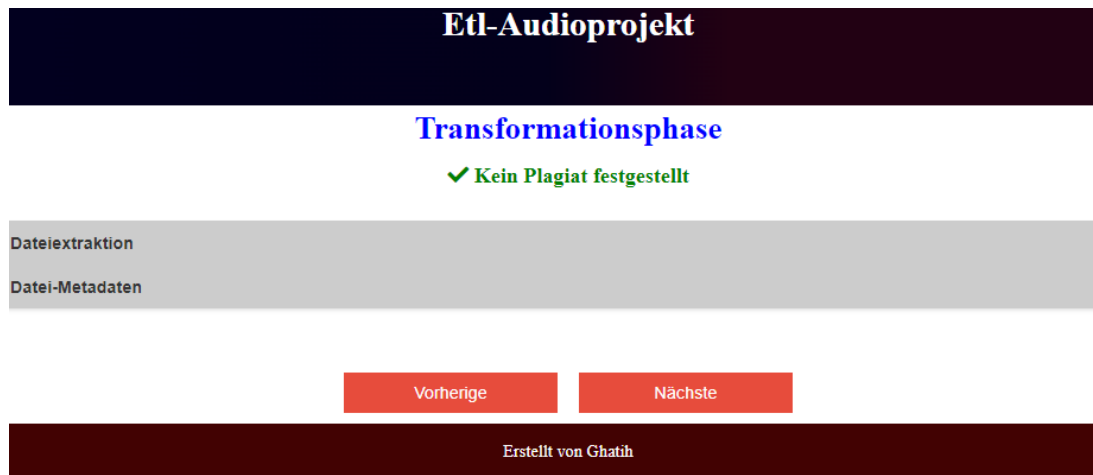 Etl-Audioprojekt
Transformationsphase
Kein Plagiat festgestellt
Dateiextraktion
Datei-Metadaten
Vorherige
Nächste
Erstellt von Ghatih